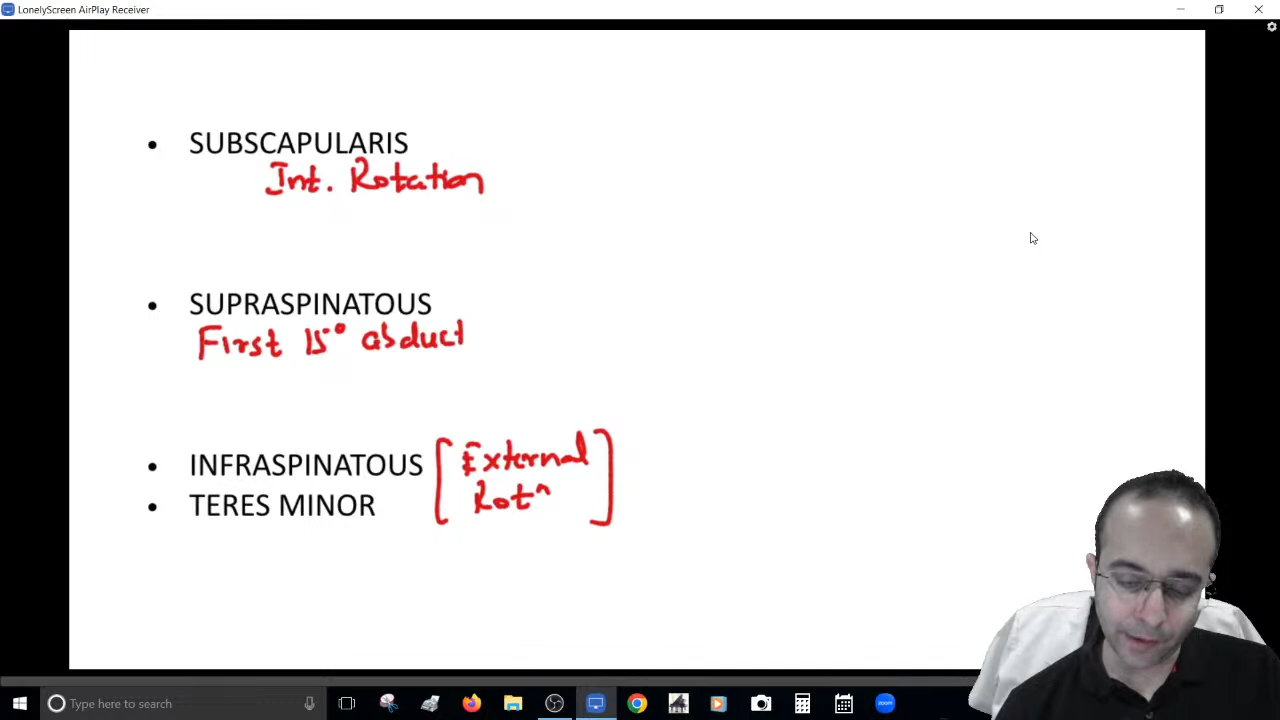 LonelyScreen AirPlay Receiver
• SUBSCAPULARIS
Int. Rotation
• SUPRASPINATOUS
First 15° abduct
• INFRASPINATOUS [External
• TERES MINOR Rotⁿ]
Type here to search
zoom